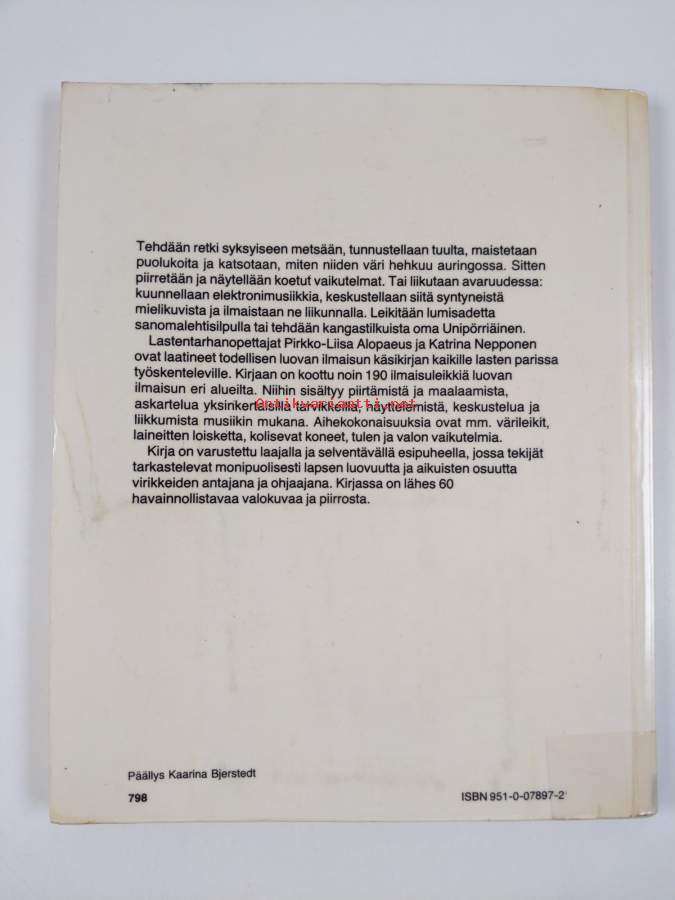 Tehdään retki syksyiseen metsään, tunnustellaan tuulta, maistetaan
puolukoita ja katsotaan, miten niiden väri hehkuu auringossa. Sitten
piirretään ja näytellään koetut vaikutelmat. Tai liikutaan avaruudessa:
kuunnellaan elektronimusiikkia, keskustellaan siitä syntyneistä
mielikuvista ja ilmaistaan ne liikunnalla. Leikitään lumisadetta
sanomalehtisilpulla tai tehdään kangastilkuista oma Unipörriäinen.
Lastentarhanopettajat Pirkko-Liisa Alopaeus ja Katrina Nepponen
ovat laatineet todellisen luovan ilmaisun käsikirjan kaikille lasten parissa
työskenteleville. Kirjaan on koottu noin 190 ilmaisuleikkiä luovan
ilmaisun eri alueilta. Niihin sisältyy piirtämistä ja maalaamista,
askartelua yksinkertaisilla tarvikkeilla, näyttelemistä, keskustelua ja
Antikvariantti.net
liikkumista musiikin mukana. Aihekokonaisuuksia ovat mm. värileikit,
laineitten loisketta, kolisevat koneet, tulen ja valon vaikutelmia.
Kirja on varustettu laajalla ja selventävällä esipuheella, jossa tekijät
tarkastelevat monipuolisesti lapsen luovuutta ja aikuisten osuutta
virikkeiden antajana ja ohjaajana. Kirjassa on lähes 60
havainnollistavaa valokuvaa ja piirrosta.
Päällys Kaarina Bjerstedt
798
ISBN 951-0-07897-2